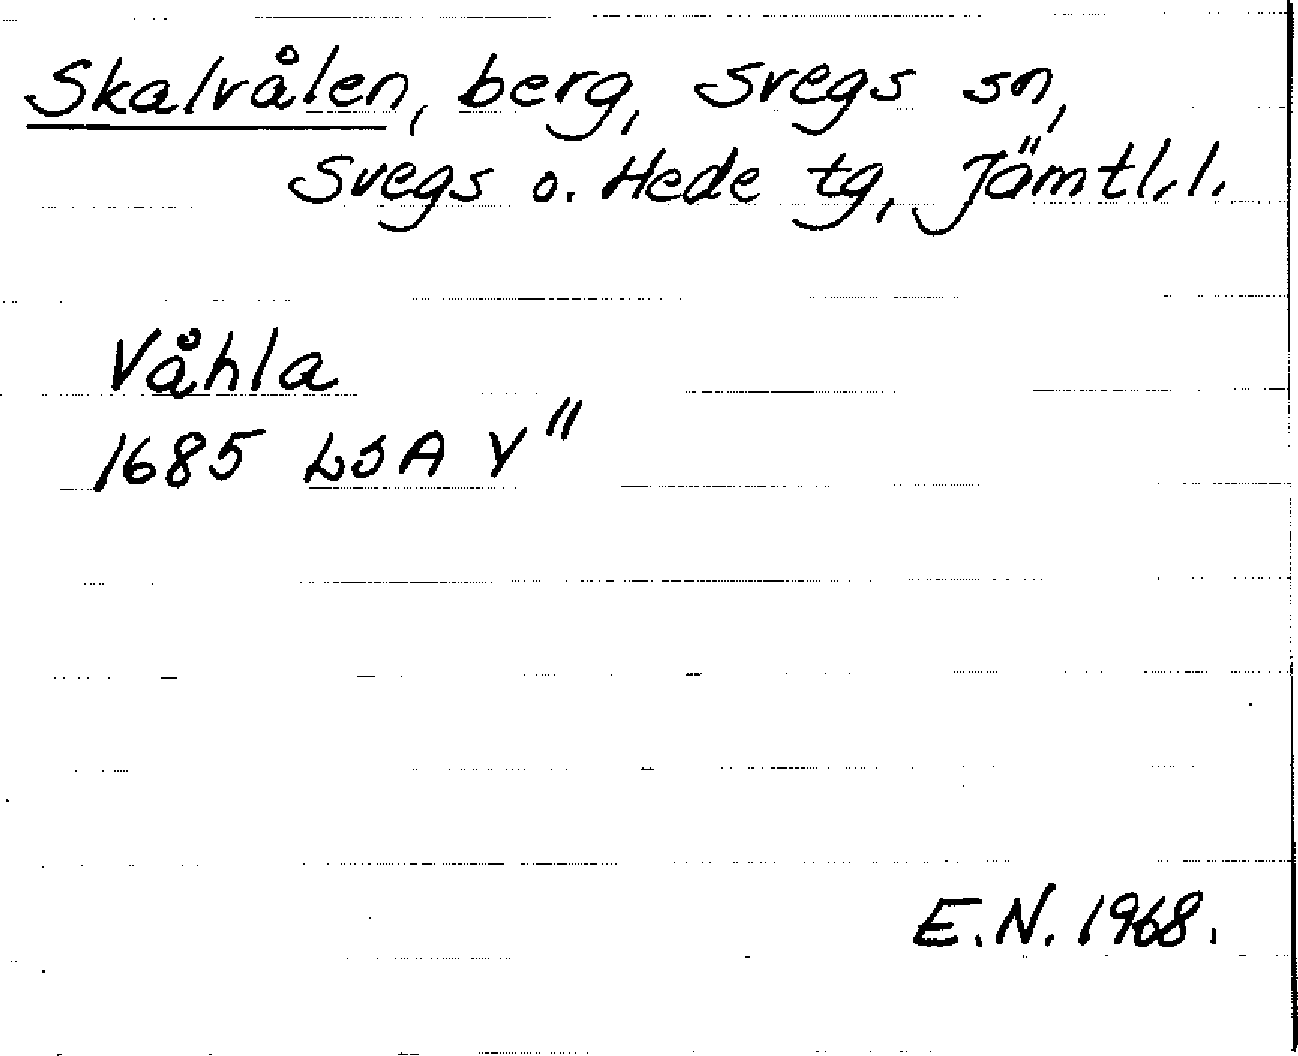 Skalvålen, berg, Svegs sn,
Svegs o. Hede tg, Jämtl.l.
Våhla
1685 LSA V"
E.N. 1968.